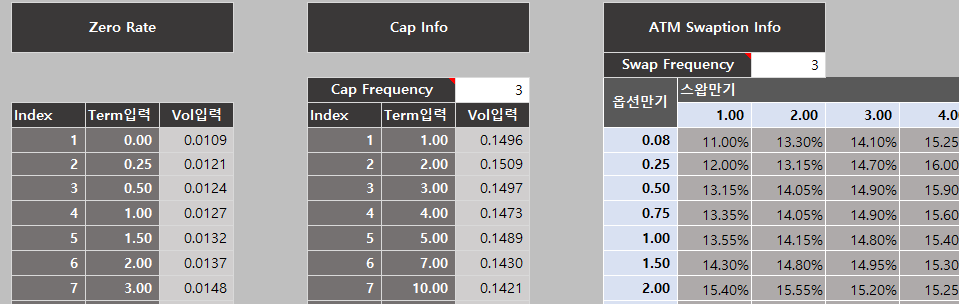 Zero Rate Cap Info ATM Swaption Info
Swap Frequency 3
Cap Frequency 3 옵션만기 스왑만기
Index Term입력 Vol입력 Index Term입력 Vol입력 1.00 2.00 3.00 4.0
1 0.00 0.0109 1 1.00 0.1496 0.08 11.00% 13.30% 14.10% 15.25
2 0.25 0.0121 2 2.00 0.1509 0.25 12.00% 13.15% 14.70% 16.00
3 0.50 0.0124 3 3.00 0.1497 0.50 13.15% 14.05% 14.90% 15.90
4 1.00 0.0127 4 4.00 0.1473 0.75 13.35% 14.05% 14.90% 15.60
5 1.50 0.0132 5 5.00 0.1489 1.00 13.55% 14.15% 14.80% 15.40
6 2.00 0.0137 6 7.00 0.1430 1.50 14.30% 14.80% 14.95% 15.30
7 3.00 0.0148 7 10.00 0.1421 2.00 15.40% 15.55% 15.20% 15.25